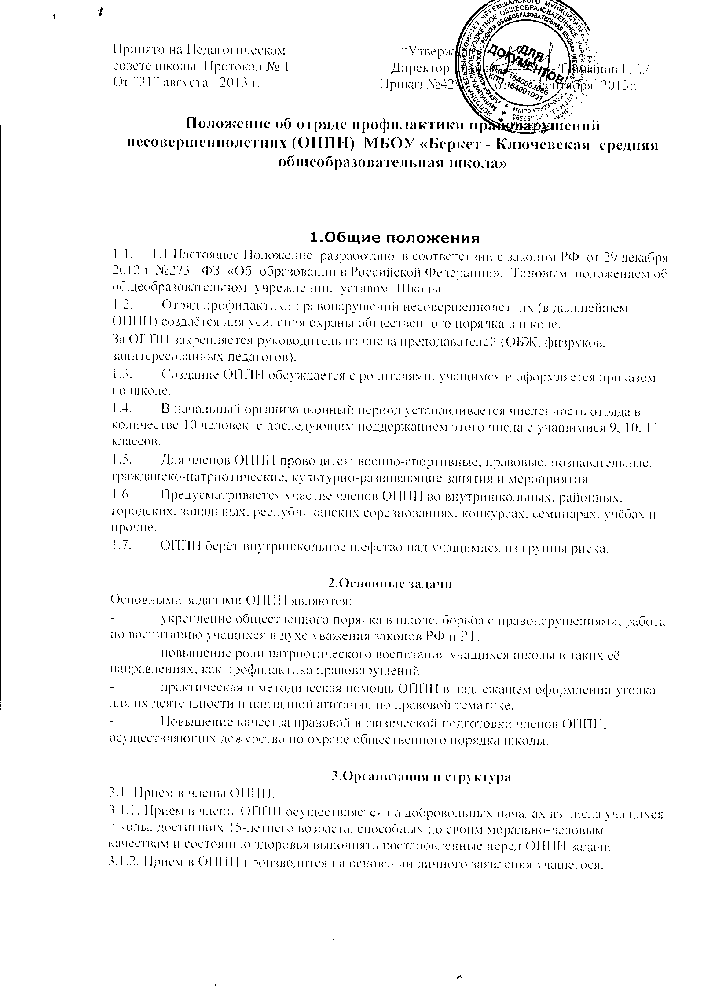 1 1
Принято на Педагогическом
совете школы. Протокол № 1
От "31" августа 2013 г.
Директор
Приказ №42 2013г.
ДЛЯ
ДОКУМЕНТОВ
ИНН 1640002086
КПП 164001001
Положение об отряде профилактики правонарушений
несовершеннолетних (ОППН) МБОУ «Беркет - Ключевская средняя
общеобразовательная школа»
1.Общие положения
1.1. 1.1 Настоящее Положение разработано в соответствии с законом РФ от 29 декабря
2012 г. №273 ФЗ «Об образовании в Российской Федерации», Типовым положением об
общеобразовательном учреждении, уставом Школы
1.2. Отряд профилактики правонарушений несовершеннолетних (в дальнейшем
ОППН) создаётся для усиления охраны общественного порядка в школе.
За ОППН закрепляется руководитель из числа преподавателей (ОБЖ, физруков,
заинтересованных педагогов).
1.3. Создание ОППН обсуждается с родителями, учащимся и оформляется приказом
по школе.
1.4. В начальный организационный период устанавливается численность отряда в
количестве 10 человек с последующим поддержанием этого числа с учащимися 9, 10, 11
классов.
1.5. Для членов ОППН проводится: военно-спортивные, правовые, познавательные,
гражданско-патриотические, культурно-развивающие занятия и мероприятия.
1.6. Предусматривается участие членов ОППН во внутришкольных, районных,
городских, зональных, республиканских соревнованиях, конкурсах, семинарах, учёбах и
прочие.
1.7. ОППН берёт внутришкольное шефство над учащимися из группы риска.
2.Основные задачи
Основными задачами ОППН являются:
- укрепление общественного порядка в школе, борьба с правонарушениями, работа
по воспитанию учащихся в духе уважения законов РФ и РТ.
- повышение роли патриотического воспитания учащихся школы в таких её
направлениях, как профилактика правонарушений.
- практическая и методическая помощь ОППН в надлежащем оформлении уголка
для их деятельности и наглядной агитации по правовой тематике.
- Повышение качества правовой и физической подготовки членов ОППН,
осуществляющих дежурство по охране общественного порядка школы.
3.Организация и структура
3.1. Прием в члены ОППН.
3.1.1. Прием в члены ОППН осуществляется на добровольных началах из числа учащихся
школы, достигших 15-летнего возраста, способных по своим морально-деловым
качествам и состоянию здоровья выполнять постановленные перед ОППН задачи
3.1.2. Прием в ОППН производится на основании личного заявления учащегося.